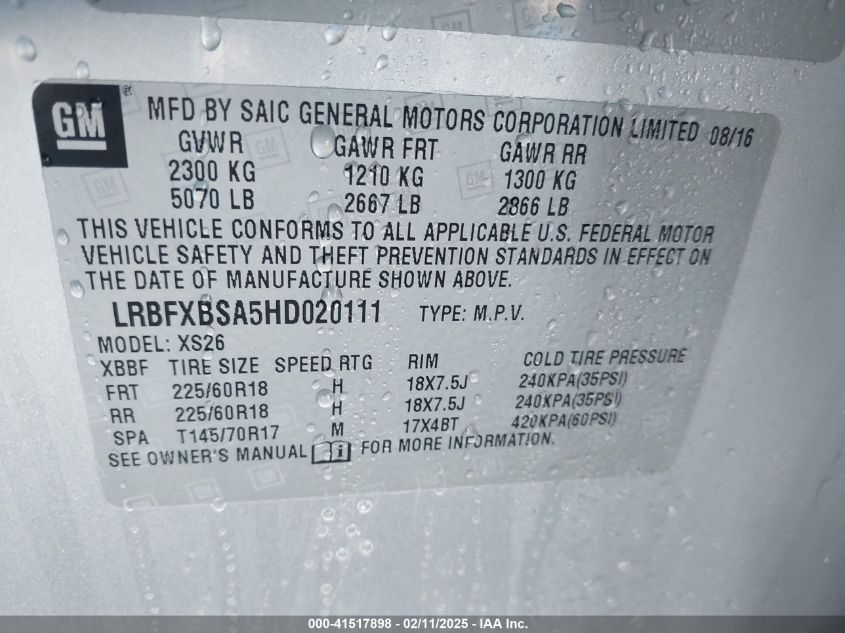 GM®
MFD BY SAIC GENERAL MOTORS CORPORATION LIMITED 08/16
GVWR GAWR FRT GAWR RR
2300 KG 1210 KG 1300 KG
5070 LB 2667 LB 2866 LB
THIS VEHICLE CONFORMS TO ALL APPLICABLE U.S. FEDERAL MOTOR
VEHICLE SAFETY AND THEFT PREVENTION STANDARDS IN EFFECT ON
THE DATE OF MANUFACTURE SHOWN ABOVE.
LRBFXBSA5HD020111 TYPE: M.P.V.
MODEL: XS26
XBBF TIRE SIZE SPEED RTG RIM COLD TIRE PRESSURE
FRT 225/60R18 H 18X7.5J 240KPA(35PSI)
RR 225/60R18 H 18X7.5J 240KPA(35PSI)
SPA T145/70R17 M 17X4BT 420KPA(60PSI)
SEE OWNER'S MANUAL i FOR MORE INFORMATION.
000-41517898 - 02/11/2025 - IAA Inc.